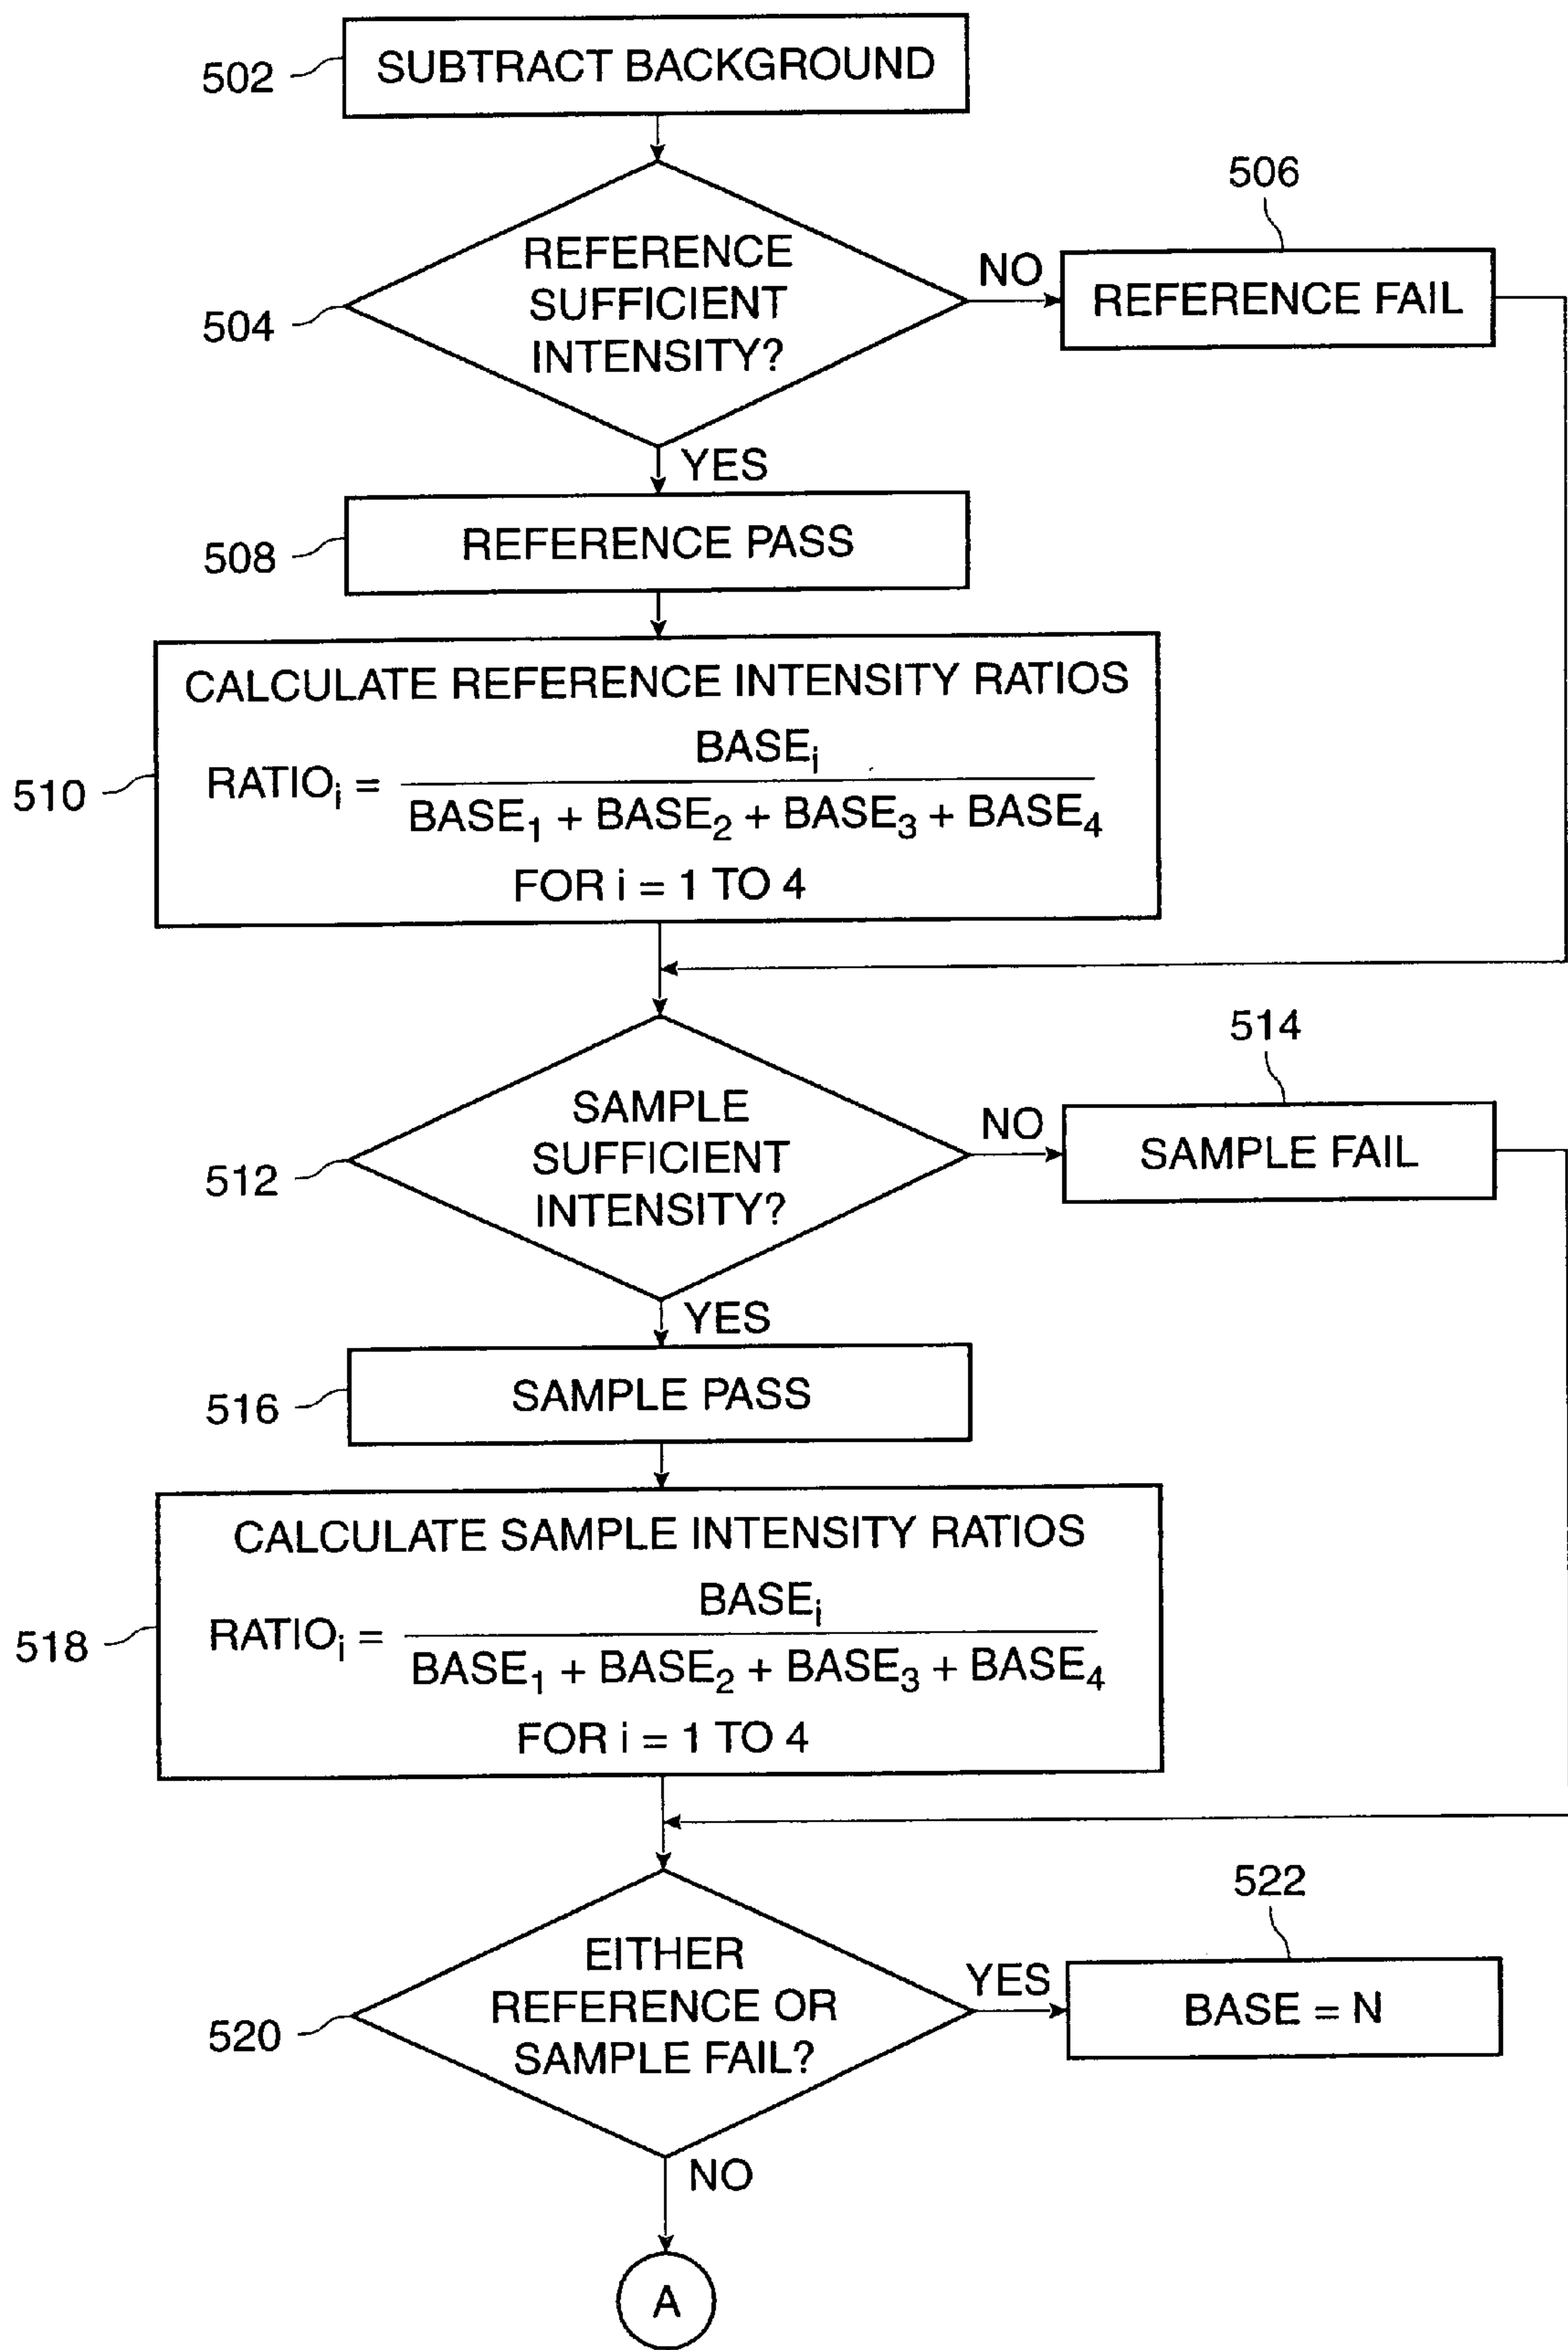 502
SUBTRACT BACKGROUND
506
504
REFERENCE
SUFFICIENT
INTENSITY?
NO
REFERENCE FAIL
YES
508
REFERENCE PASS
510
CALCULATE REFERENCE INTENSITY RATIOS
RATIOi = BASEi
BASE1 + BASE2 + BASE3 + BASE4
FOR i = 1 TO 4
514
512
SAMPLE
SUFFICIENT
INTENSITY?
NO
SAMPLE FAIL
YES
516
SAMPLE PASS
518
CALCULATE SAMPLE INTENSITY RATIOS
RATIOi = BASEi
BASE1 + BASE2 + BASE3 + BASE4
FOR i = 1 TO 4
522
520
EITHER
REFERENCE OR
SAMPLE FAIL?
YES
BASE = N
NO
A